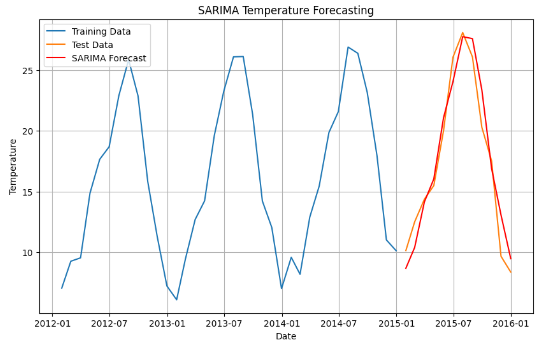 SARIMA Temperature Forecasting
Training Data
Test Data
SARIMA Forecast
25
20
15
10
Temperature
2012-01 2012-07 2013-01 2013-07 2014-01 2014-07 2015-01 2015-07 2016-01
Date